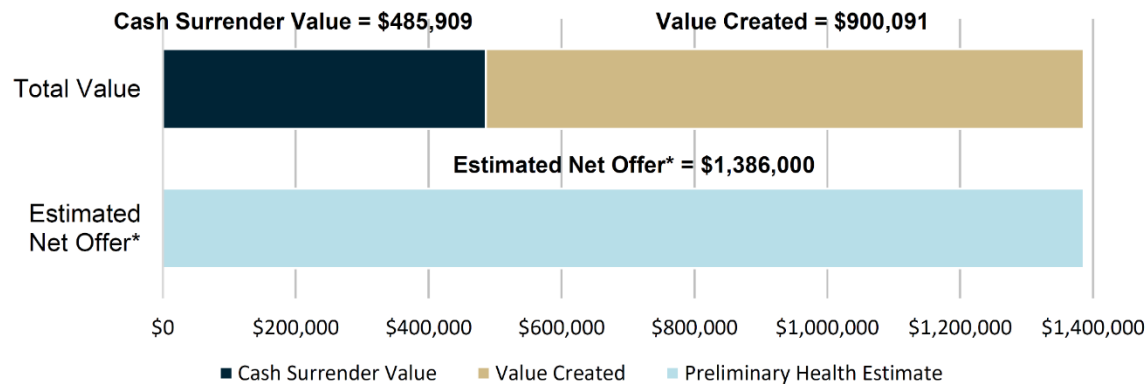 Cash Surrender Value = $485,909
Value Created = $900,091
Total Value
Estimated Net Offer* = $1,386,000
Estimated
Net Offer*
$0 $200,000 $400,000 $600,000 $800,000 $1,000,000 $1,200,000 $1,400,000
Cash Surrender Value Value Created Preliminary Health Estimate